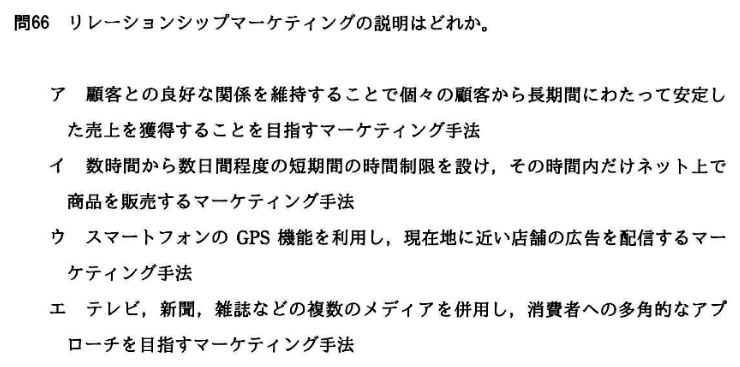 問66 リレーションシップマーケティングの説明はどれか。
ア 顧客との良好な関係を維持することで個々の顧客から長期間にわたって安定し
た売上を獲得することを目指すマーケティング手法
イ 数時間から数日間程度の短期間の時間制限を設け，その時間内だけネット上で
商品を販売するマーケティング手法
ウ スマートフォンの GPS 機能を利用し，現在地に近い店舗の広告を配信するマー
ケティング手法
エ テレビ，新聞，雑誌などの複数のメディアを併用し，消費者への多角的なアプ
ローチを目指すマーケティング手法